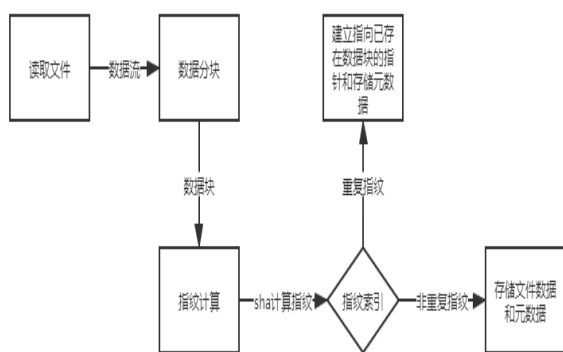 读取文件
数据流
数据分块
建立指向已存
在数据块的指
针和存储元数
据
数据块
重复指纹
指纹计算
sha计算指纹
指纹索引
非重复指纹
存储文件数据
和元数据